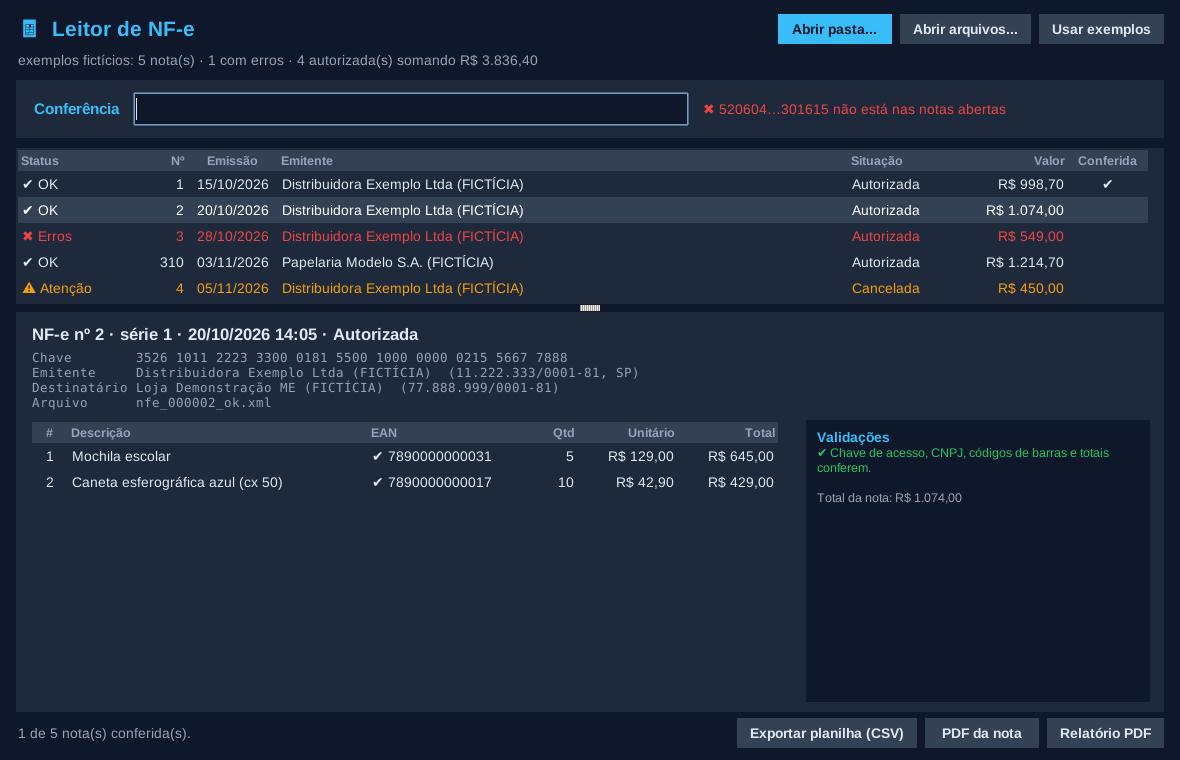 Leitor de NF-e
Abrir pasta... Abrir arquivos... Usar exemplos
exemplos fictícios: 5 nota(s) · 1 com erros · 4 autorizada(s) somando R$ 3.836,40
Conferência ✖ 520604…301615 não está nas notas abertas
Status Nº Emissão Emitente Situação Valor Conferida
✔ OK 1 15/10/2026 Distribuidora Exemplo Ltda (FICTÍCIA) Autorizada R$ 998,70 ✔
✔ OK 2 20/10/2026 Distribuidora Exemplo Ltda (FICTÍCIA) Autorizada R$ 1.074,00
✖ Erros 3 28/10/2026 Distribuidora Exemplo Ltda (FICTÍCIA) Autorizada R$ 549,00
✔ OK 310 03/11/2026 Papelaria Modelo S.A. (FICTÍCIA) Autorizada R$ 1.214,70
⚠ Atenção 4 05/11/2026 Distribuidora Exemplo Ltda (FICTÍCIA) Cancelada R$ 450,00
NF-e nº 2 · série 1 · 20/10/2026 14:05 · Autorizada
Chave 3526 1011 2223 3300 0181 5500 1000 0000 0215 5667 7888
Emitente Distribuidora Exemplo Ltda (FICTÍCIA) (11.222.333/0001-81, SP)
Destinatário Loja Demonstração ME (FICTÍCIA) (77.888.999/0001-81)
Arquivo nfe_000002_ok.xml
# Descrição EAN Qtd Unitário Total
1 Mochila escolar ✔ 7890000000031 5 R$ 129,00 R$ 645,00
2 Caneta esferográfica azul (cx 50) ✔ 7890000000017 10 R$ 42,90 R$ 429,00
Validações
✔ Chave de acesso, CNPJ, códigos de barras e totais
conferem.
Total da nota: R$ 1.074,00
1 de 5 nota(s) conferida(s).
Exportar planilha (CSV) PDF da nota Relatório PDF